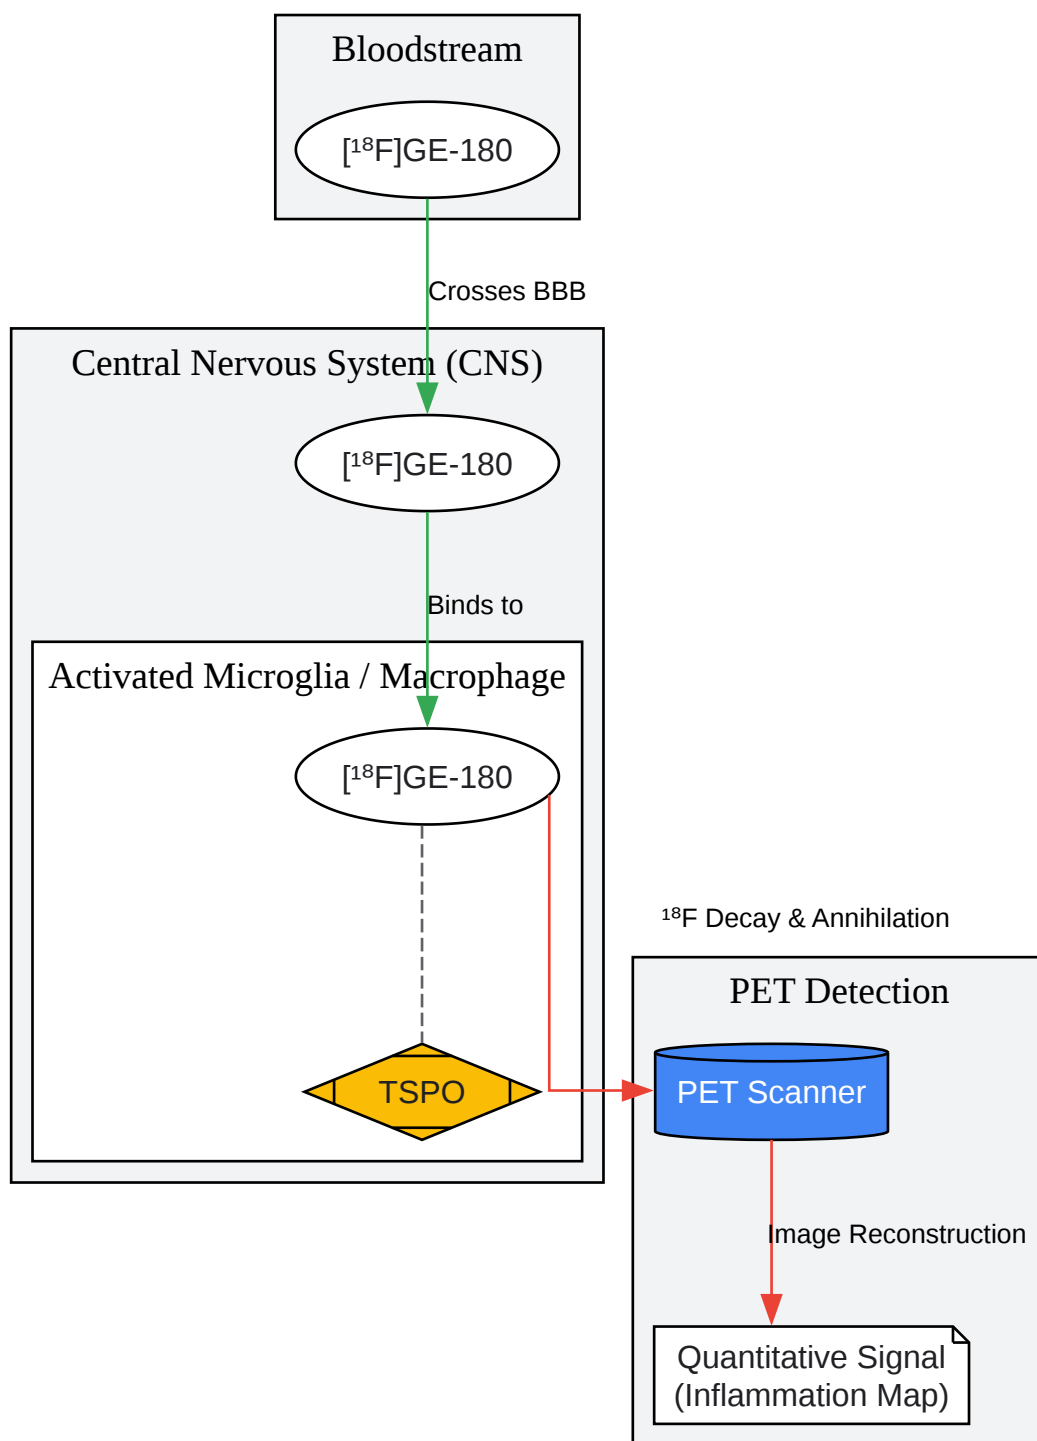 Bloodstream
[¹⁸F]GE-180
Crosses BBB
Central Nervous System (CNS)
[¹⁸F]GE-180
Binds to
Activated Microglia / Macrophage
[¹⁸F]GE-180
¹⁸F Decay & Annihilation
PET Detection
TSPO
PET Scanner
Image Reconstruction
Quantitative Signal
(Inflammation Map)